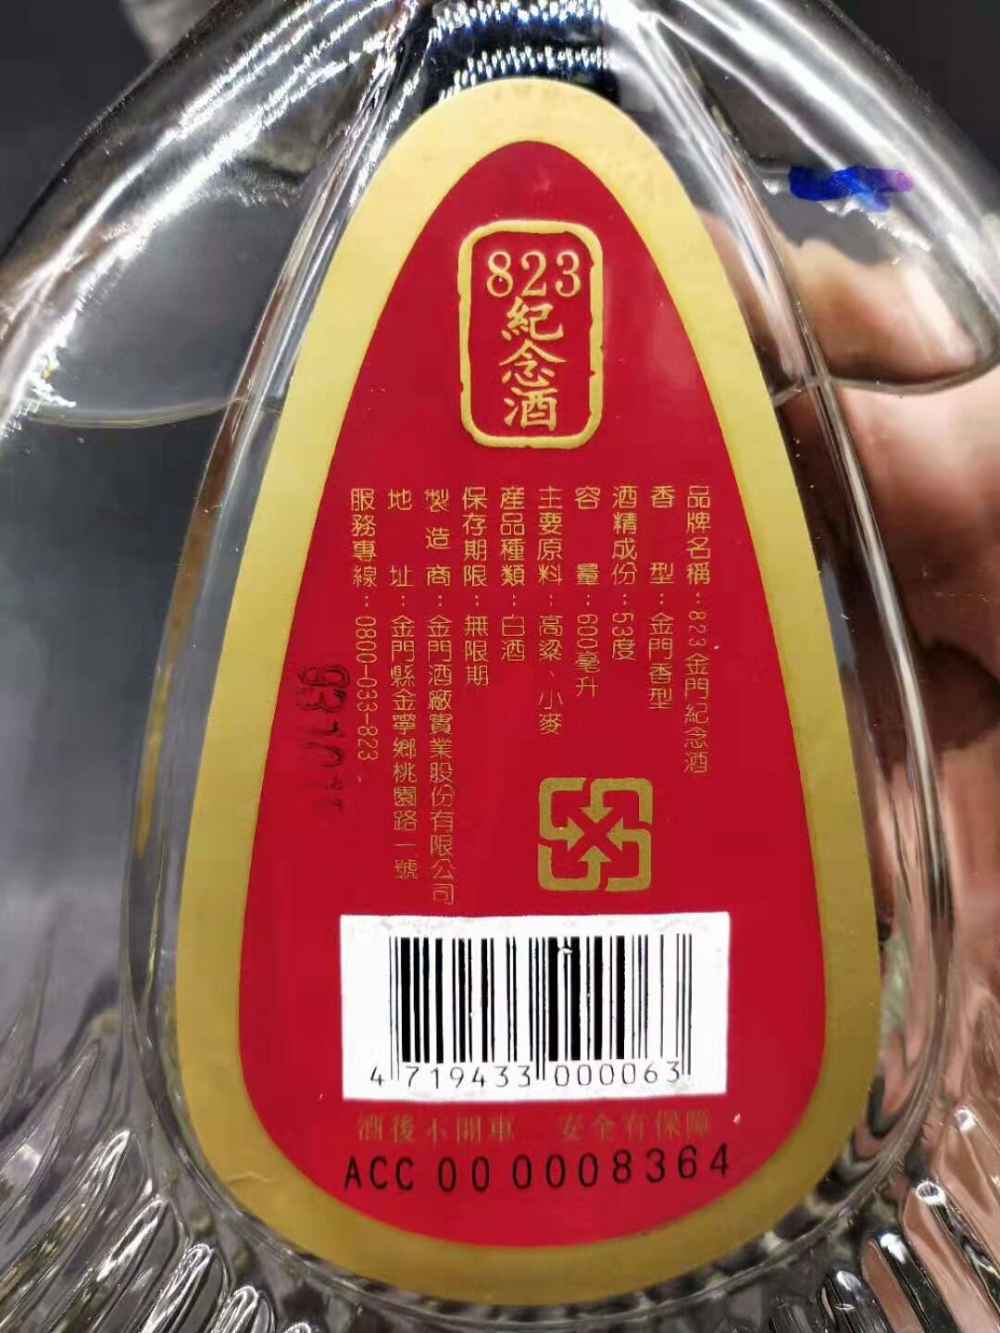 823
紀念酒
品牌名稱：823金門紀念酒
香型：金門香型
酒精成份：53度
容量：600毫升
主要原料：高粱、小麥
產品種類：白酒
保存期限：無限期
製造商：金門酒廠實業股份有限公司
地址：金門縣金寧鄉桃園路一號
服務專線：0800-033-823
4 719433 000063
酒後不開車 安全有保障
ACC 00 0008364